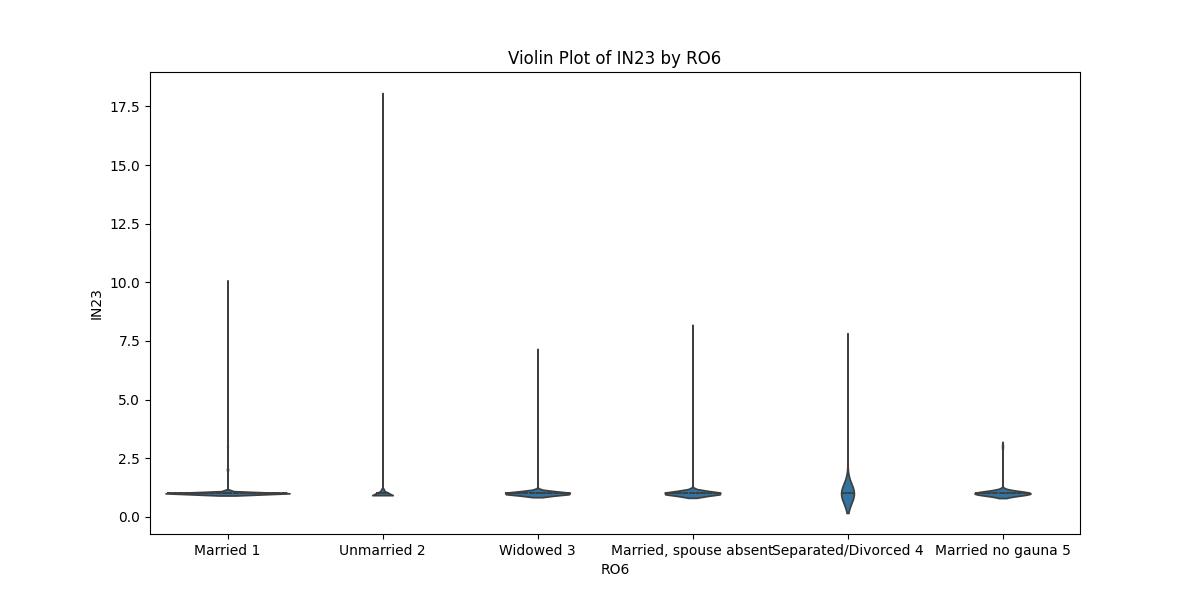 Violin Plot of IN23 by RO6
17.5
15.0
12.5
10.0
7.5
5.0
2.5
0.0
IN23
Married 1
Unmarried 2
Widowed 3
Married, spouse absent
Separated/Divorced 4
Married no gauna 5
RO6